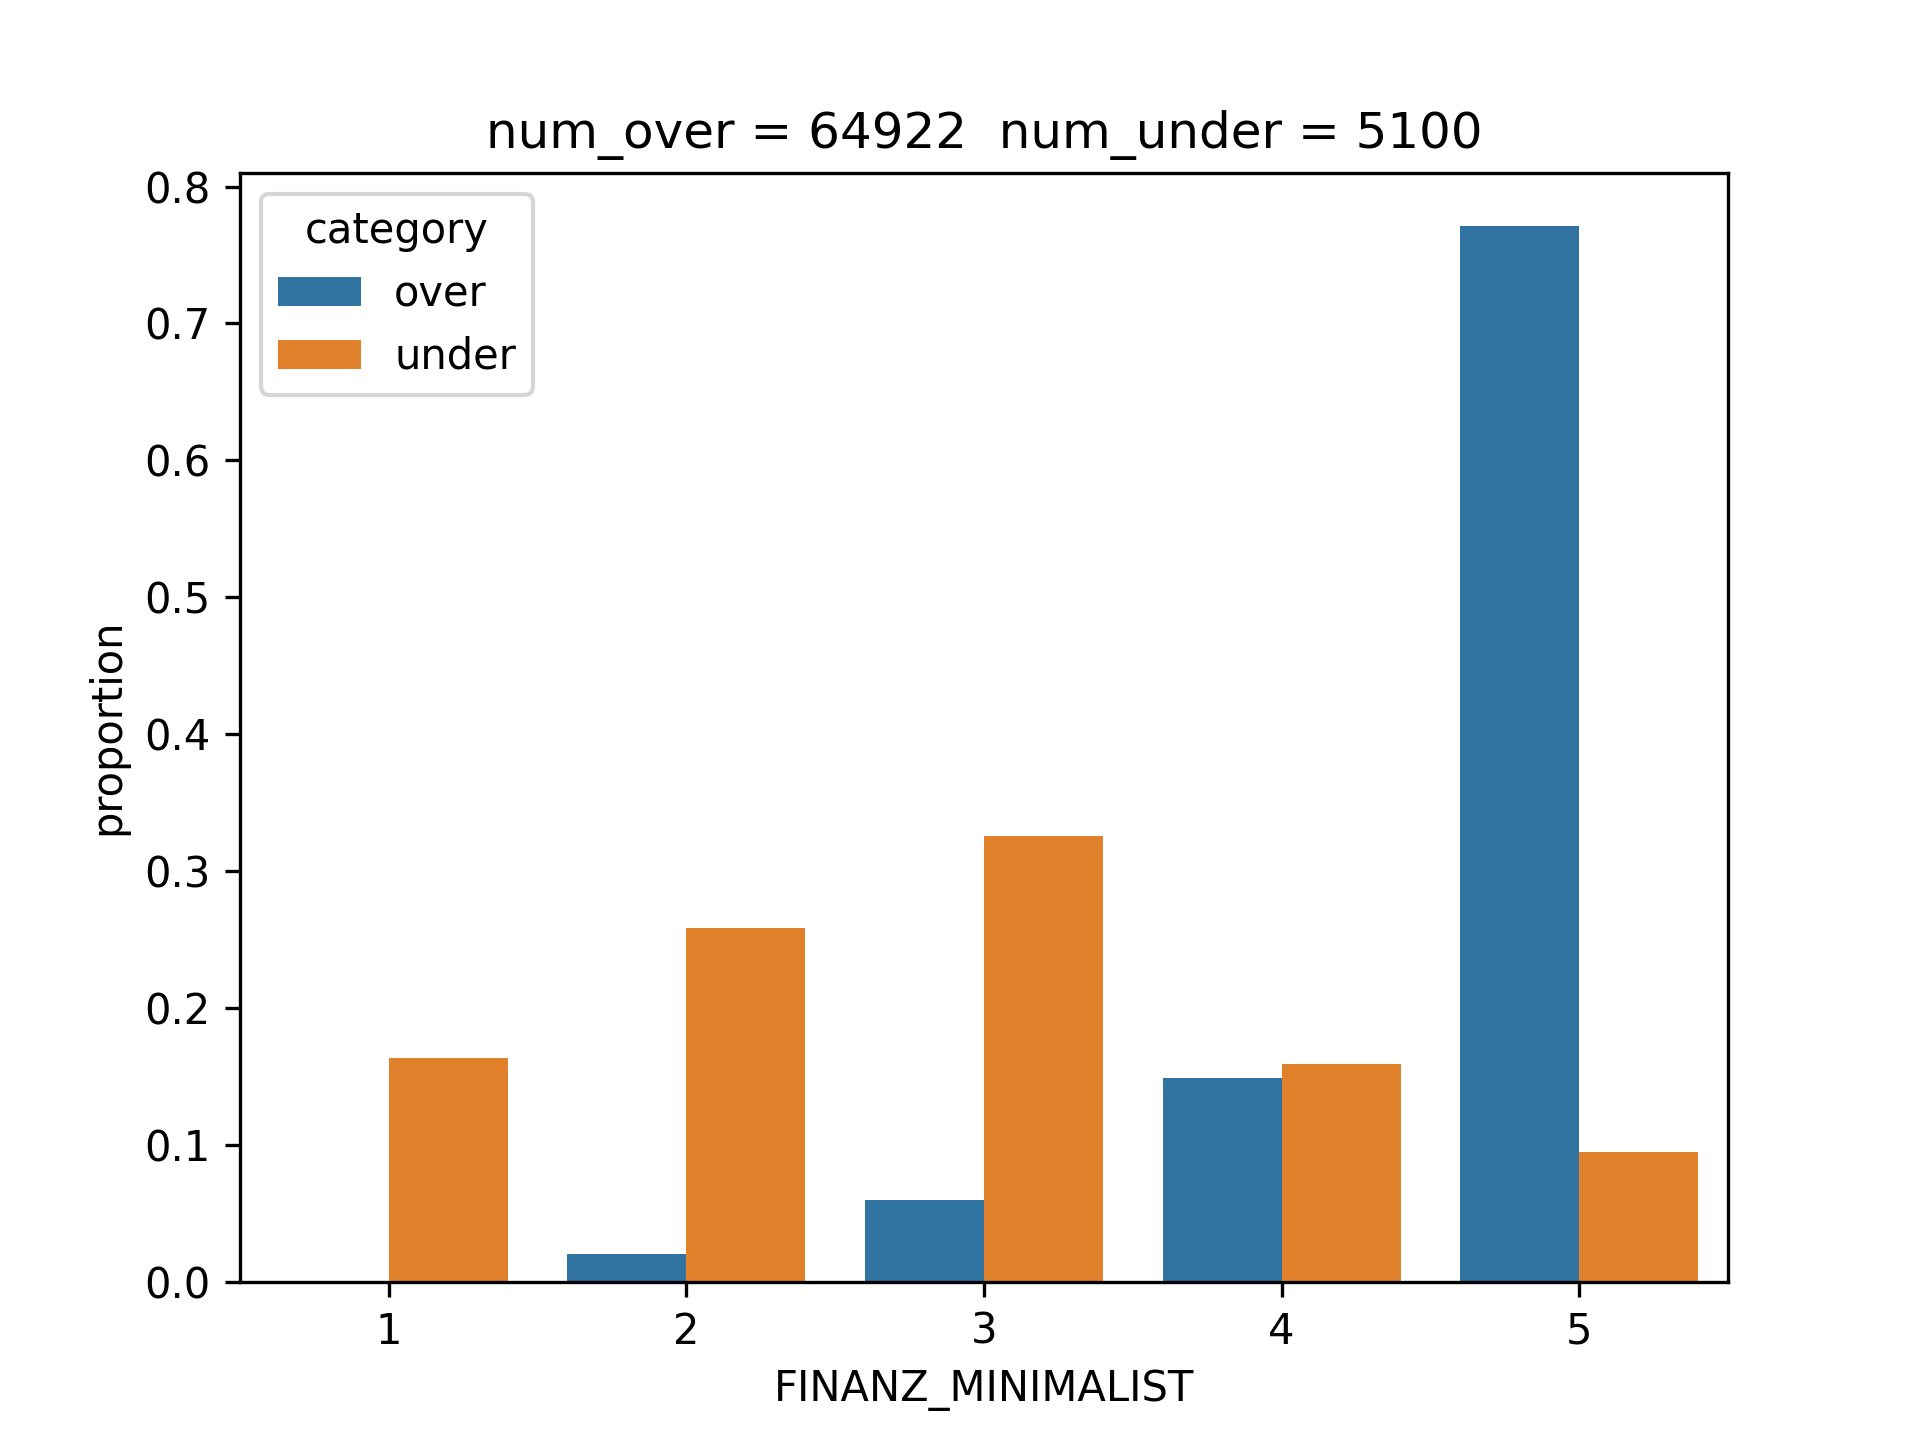 num_over = 64922  num_under = 5100
category
over
under
proportion
0.8
0.7
0.6
0.5
0.4
0.3
0.2
0.1
0.0
1 2 3 4 5
FINANZ_MINIMALIST